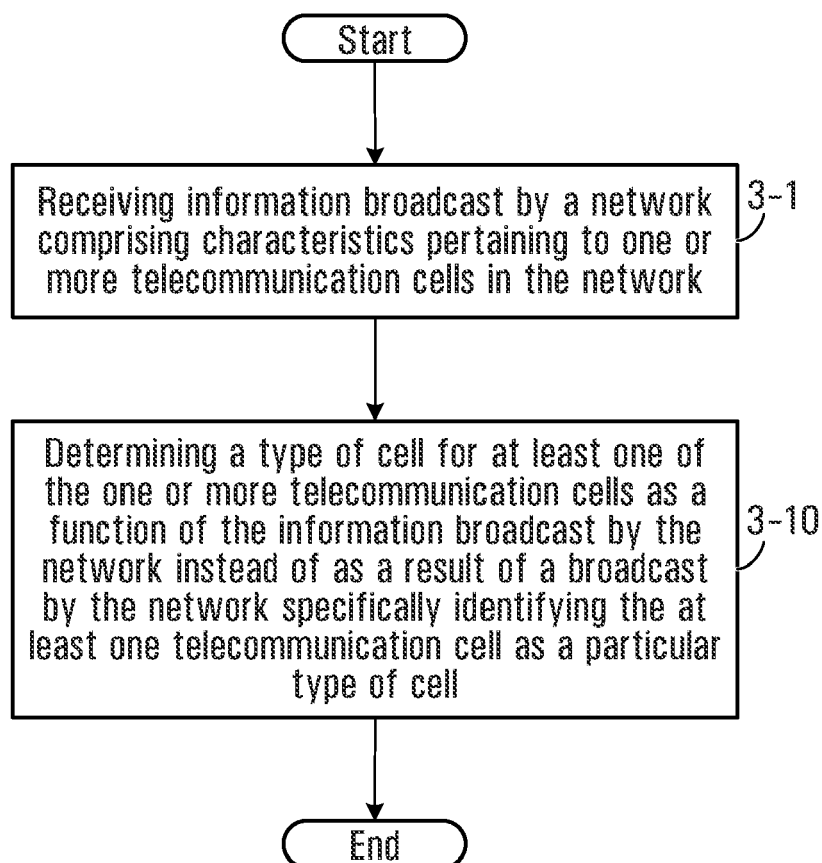 Start
Receiving information broadcast by a network
comprising characteristics pertaining to one or
more telecommunication cells in the network
3-1
Determining a type of cell for at least one of
the one or more telecommunication cells as a
function of the information broadcast by the
network instead of as a result of a broadcast
by the network specifically identifying the at
least one telecommunication cell as a particular
type of cell
3-10
End